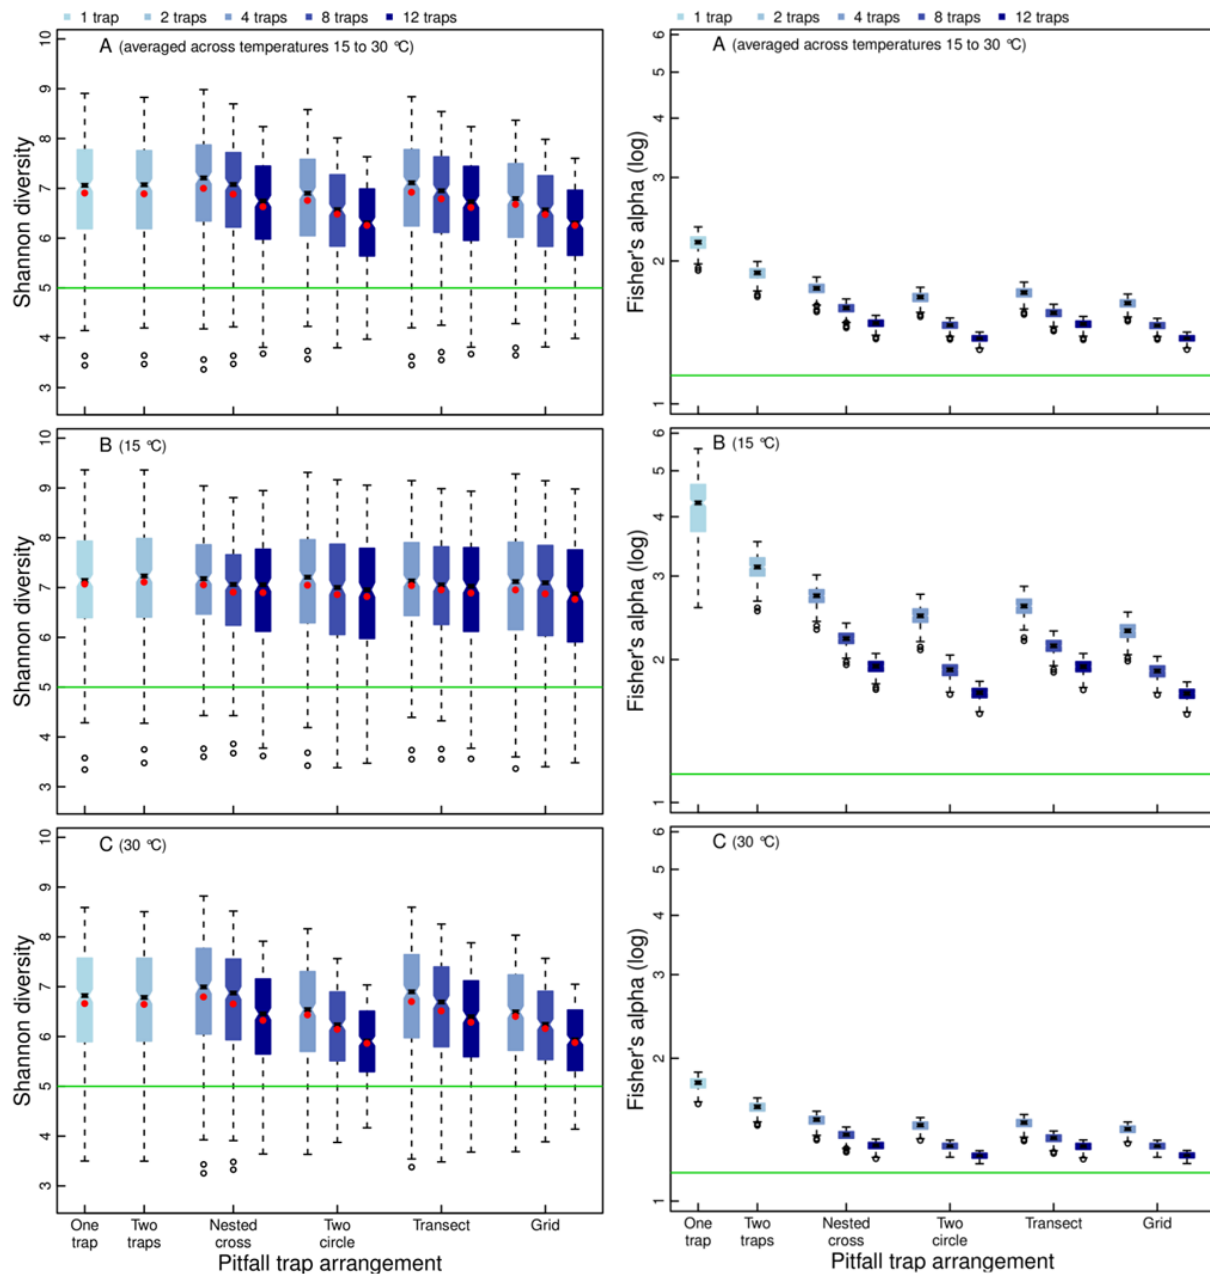 1 trap 2 traps 4 traps 8 traps 12 traps
A (averaged across temperatures 15 to 30 °C)
Shannon diversity
10
9
8
7
6
5
4
3
B (15 °C)
Shannon diversity
10
9
8
7
6
5
4
3
C (30 °C)
Shannon diversity
10
9
8
7
6
5
4
3
One trap
Two traps
Nested cross
Two circle
Transect
Grid
Pitfall trap arrangement
1 trap 2 traps 4 traps 8 traps 12 traps
A (averaged across temperatures 15 to 30 °C)
Fisher's alpha (log)
6
5
4
3
2
1
B (15 °C)
Fisher's alpha (log)
6
5
4
3
2
1
C (30 °C)
Fisher's alpha (log)
6
5
4
3
2
1
One trap
Two traps
Nested cross
Two circle
Transect
Grid
Pitfall trap arrangement